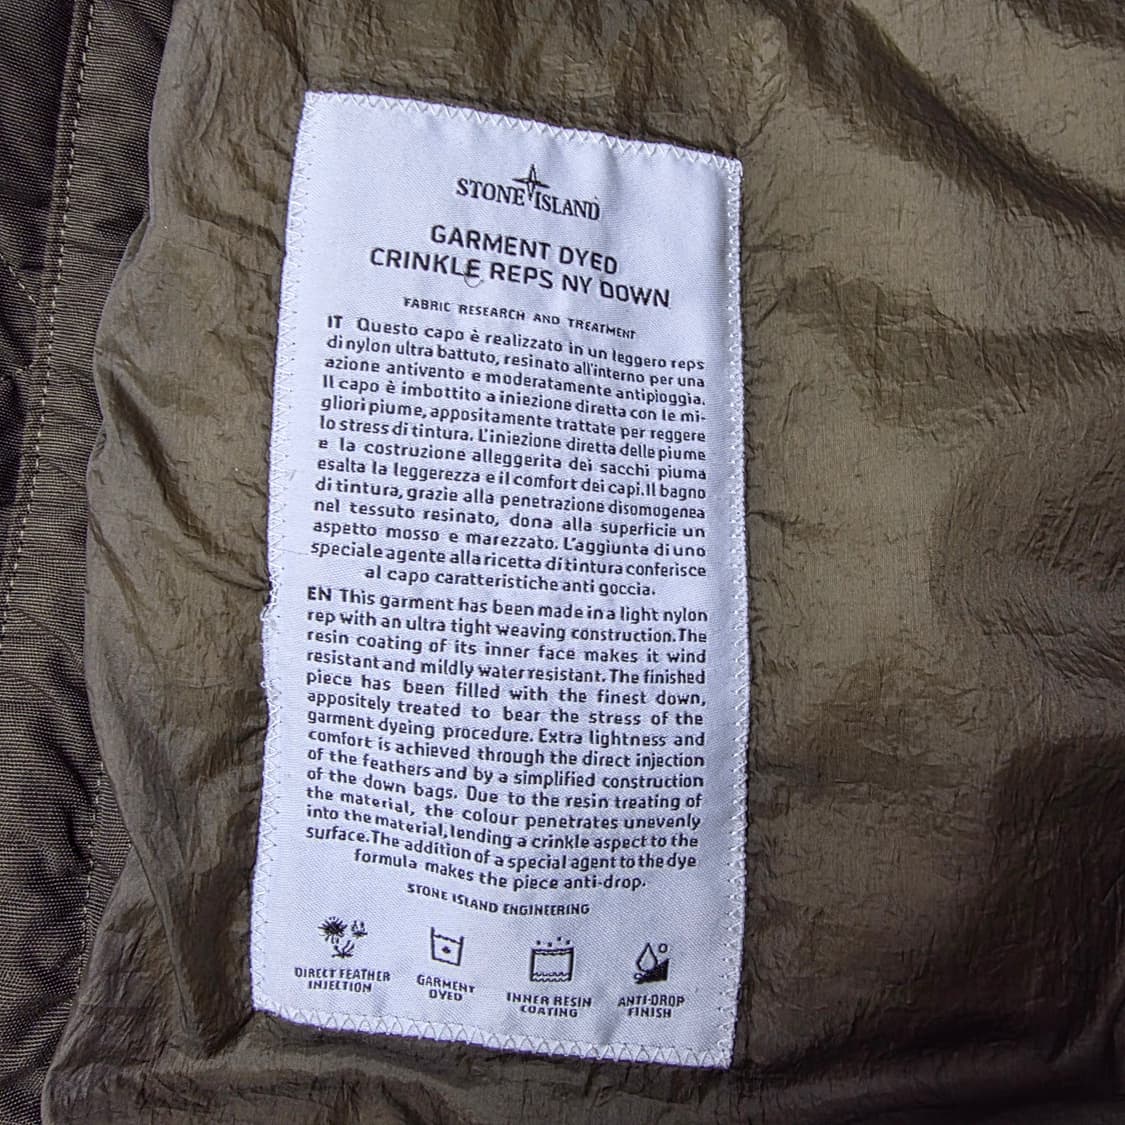 STONE ISLAND
GARMENT DYED
CRINKLE REPS NY DOWN
FABRIC RESEARCH AND TREATMENT
IT Questo capo è realizzato in un leggero reps
di nylon ultra battuto, resinato all'interno per una
azione antivento e moderatamente antipioggia.
Il capo è imbottito a iniezione diretta con le mi-
gliori piume, appositamente trattate per reggere
lo stress di tintura. L'iniezione diretta delle piume
e la costruzione alleggerita dei sacchi piuma
esalta la leggerezza e il comfort dei capi. Il bagno
di tintura, grazie alla penetrazione disomogenea
nel tessuto resinato, dona alla superficie un
aspetto mosso e marezzato. L'aggiunta di uno
speciale agente alla ricetta di tintura conferisce
al capo caratteristiche anti goccia.
EN This garment has been made in a light nylon
rep with an ultra tight weaving construction. The
resin coating of its inner face makes it wind
resistant and mildly water resistant. The finished
piece has been filled with the finest down,
appositely treated to bear the stress of the
garment dyeing procedure. Extra lightness and
comfort is achieved through the direct injection
of the feathers and by a simplified construction
of the down bags. Due to the resin treating of
the material, the colour penetrates unevenly
into the material, lending a crinkle aspect to the
surface. The addition of a special agent to the dye
formula makes the piece anti-drop.
STONE ISLAND ENGINEERING
DIRECT FEATHER
INJECTION
GARMENT
DYED
INNER RESIN
COATING
ANTI-DROP
FINISH